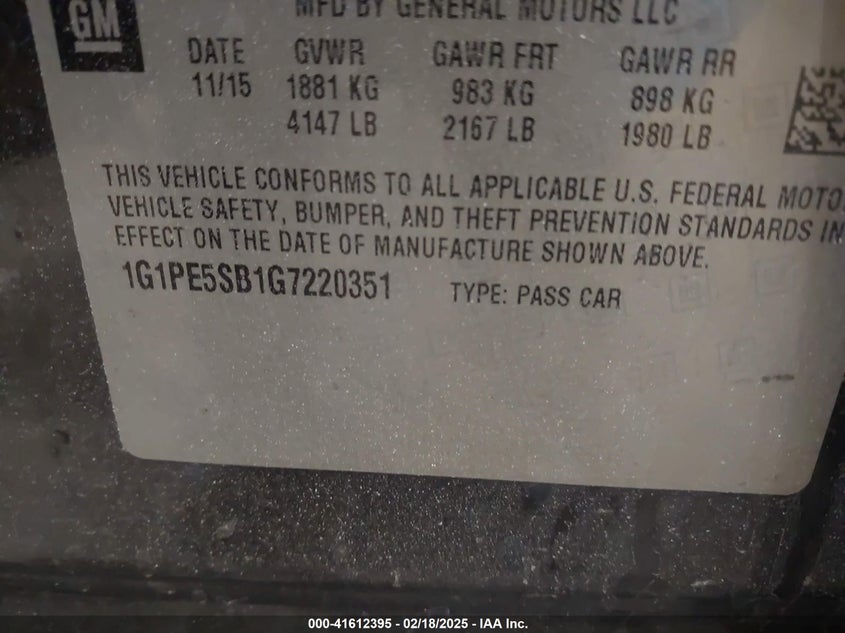 GM
MFD BY GENERAL MOTORS LLC
DATE GVWR GAWR FRT GAWR RR
11/15 1881 KG 983 KG 898 KG
4147 LB 2167 LB 1980 LB
THIS VEHICLE CONFORMS TO ALL APPLICABLE U.S. FEDERAL MOTO
VEHICLE SAFETY, BUMPER, AND THEFT PREVENTION STANDARDS IN
EFFECT ON THE DATE OF MANUFACTURE SHOWN ABOVE.
1G1PE5SB1G7220351 TYPE: PASS CAR
000-41612395 - 02/18/2025 - IAA Inc.